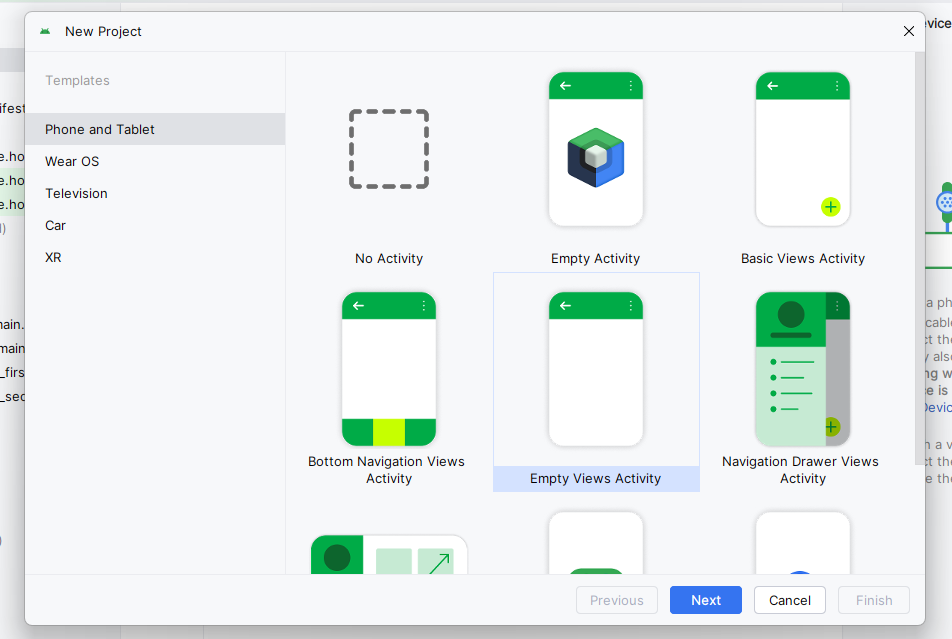 New Project
Templates
Phone and Tablet
Wear OS
Television
Car
XR
No Activity
Empty Activity
Basic Views Activity
Bottom Navigation Views
Activity
Empty Views Activity
Navigation Drawer Views
Activity
Previous
Next
Cancel
Finish